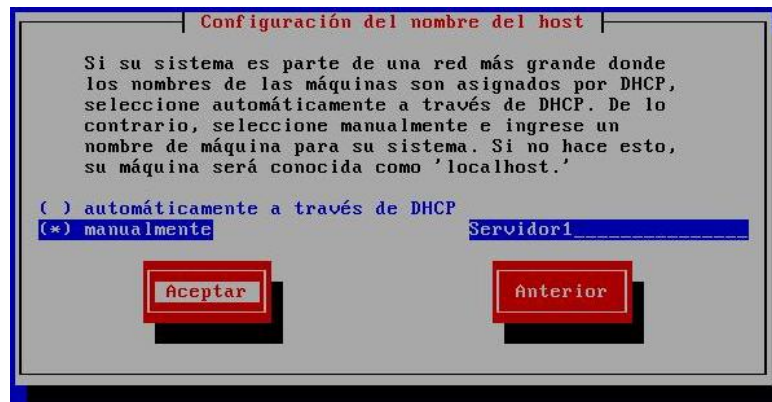 Configuración del nombre del host
Si su sistema es parte de una red más grande donde
los nombres de las máquinas son asignados por DHCP,
seleccione automáticamente a través de DHCP. De lo
contrario, seleccione manualmente e ingrese un
nombre de máquina para su sistema. Si no hace esto,
su máquina será conocida como 'localhost.'
( ) automáticamente a través de DHCP
(*) manualmente Servidor1_______________
Aceptar Anterior